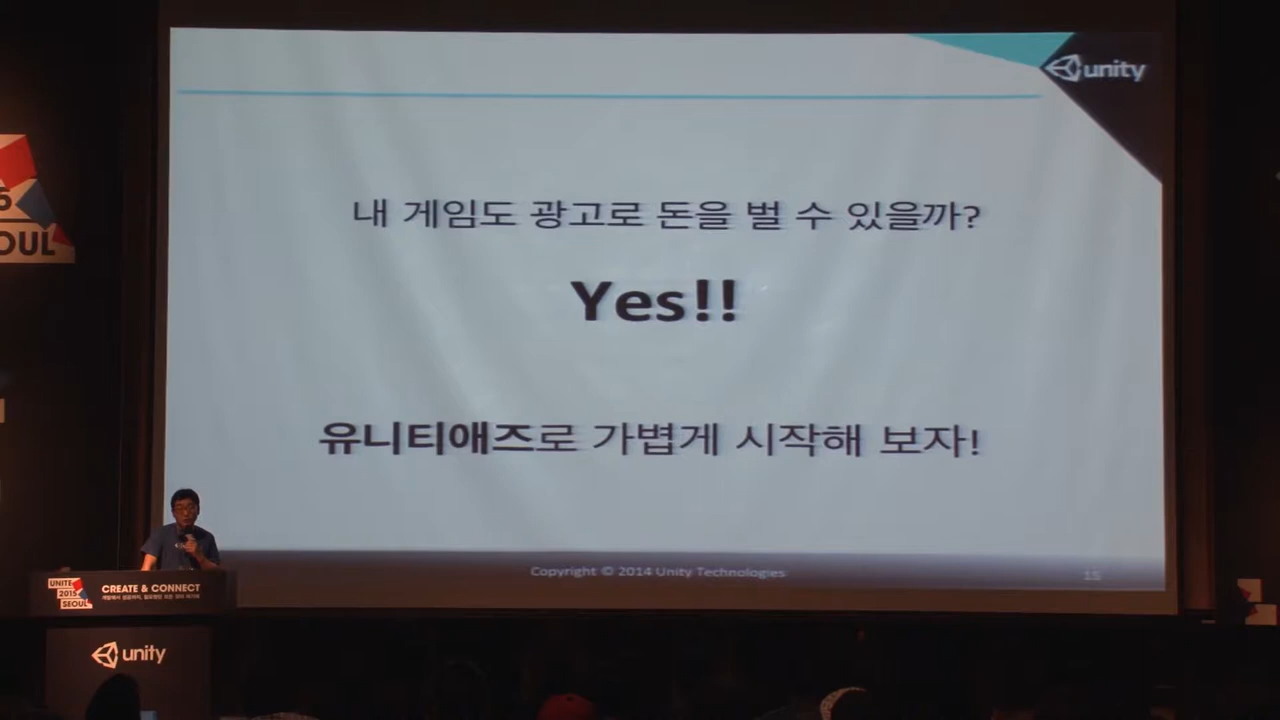 unity
내 게임도 광고로 돈을 벌 수 있을까?
Yes!!
유니티애즈로 가볍게 시작해 보자!
Copyright © 2014 Unity Technologies
15
OUL
UNITE
2015
SEOUL
CREATE & CONNECT
unity